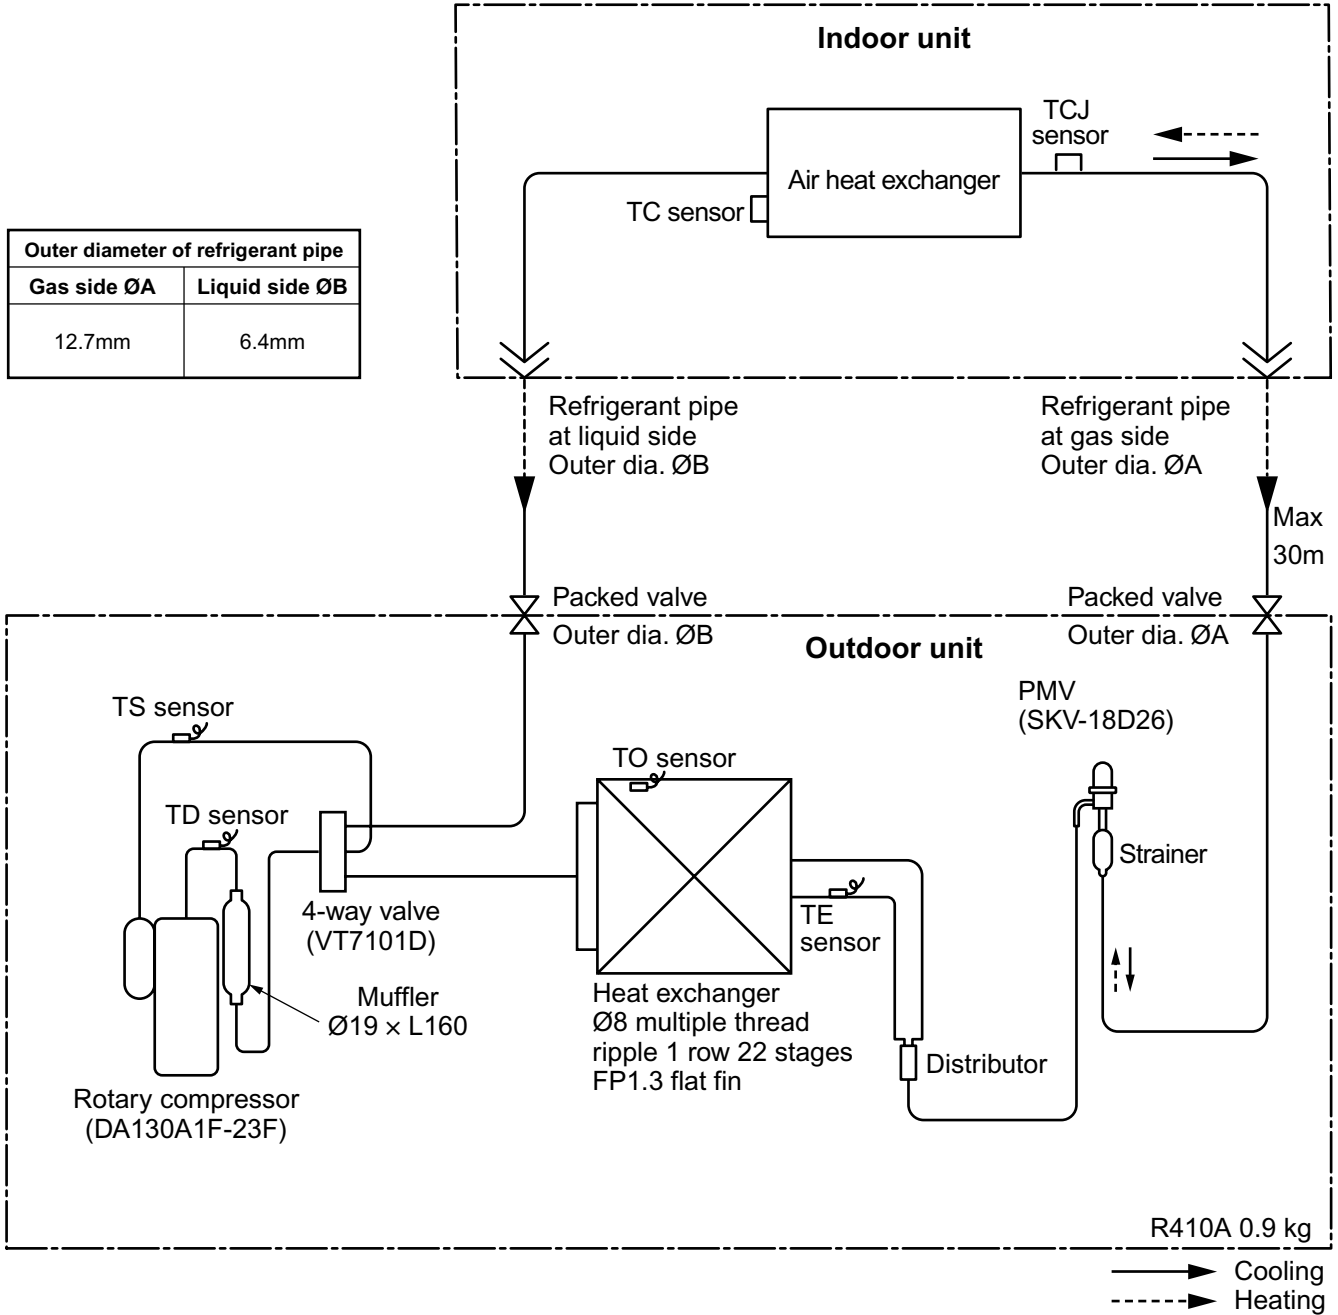 Indoor unit
TCJ
sensor
Air heat exchanger
TC sensor
Outer diameter of refrigerant pipe
Gas side ØA
Liquid side ØB
12.7mm
6.4mm
Refrigerant pipe
at liquid side
Outer dia. ØB
Refrigerant pipe
at gas side
Outer dia. ØA
Max
30m
Packed valve
Outer dia. ØB
Packed valve
Outer dia. ØA
Outdoor unit
PMV
(SKV-18D26)
TS sensor
TO sensor
TD sensor
Strainer
4-way valve
(VT7101D)
TE
sensor
Muffler
Ø19 × L160
Heat exchanger
Ø8 multiple thread
ripple 1 row 22 stages
FP1.3 flat fin
Distributor
Rotary compressor
(DA130A1F-23F)
R410A 0.9 kg
Cooling
Heating